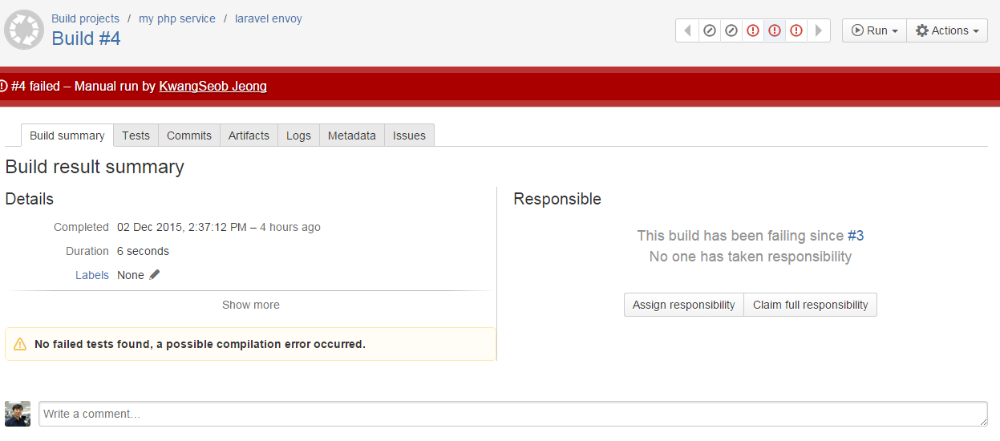 Build projects / my php service / laravel envoy
Build #4
Run
Actions
#4 failed – Manual run by KwangSeob Jeong
Build summary
Tests
Commits
Artifacts
Logs
Metadata
Issues
Build result summary
Details
Completed 02 Dec 2015, 2:37:12 PM – 4 hours ago
Duration 6 seconds
Labels None
Show more
No failed tests found, a possible compilation error occurred.
Responsible
This build has been failing since #3
No one has taken responsibility
Assign responsibility
Claim full responsibility
Write a comment…